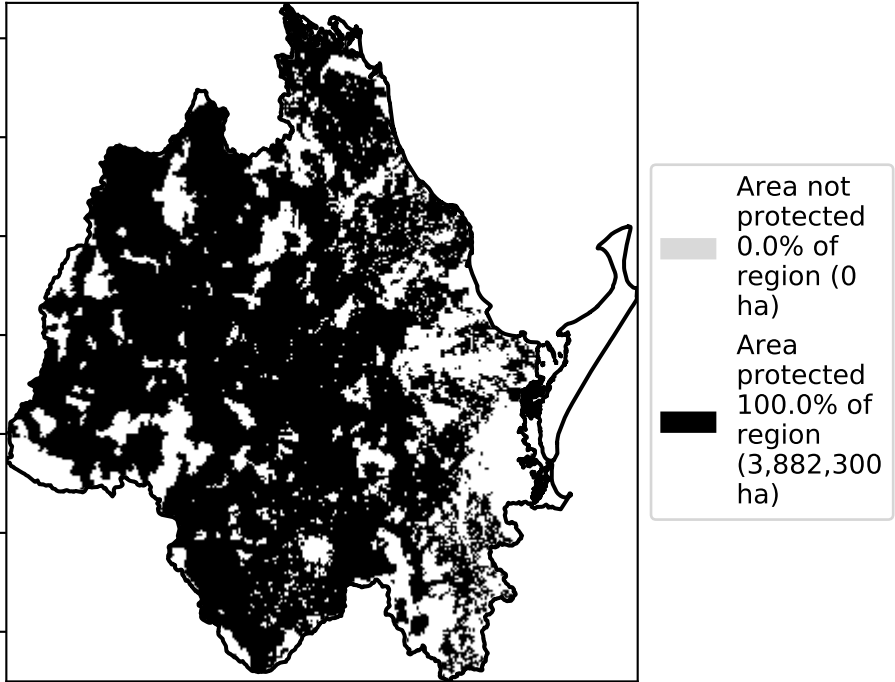 Area not
protected
0.0% of
region (0
ha)
Area
protected
100.0% of
region
(3,882,300
ha)